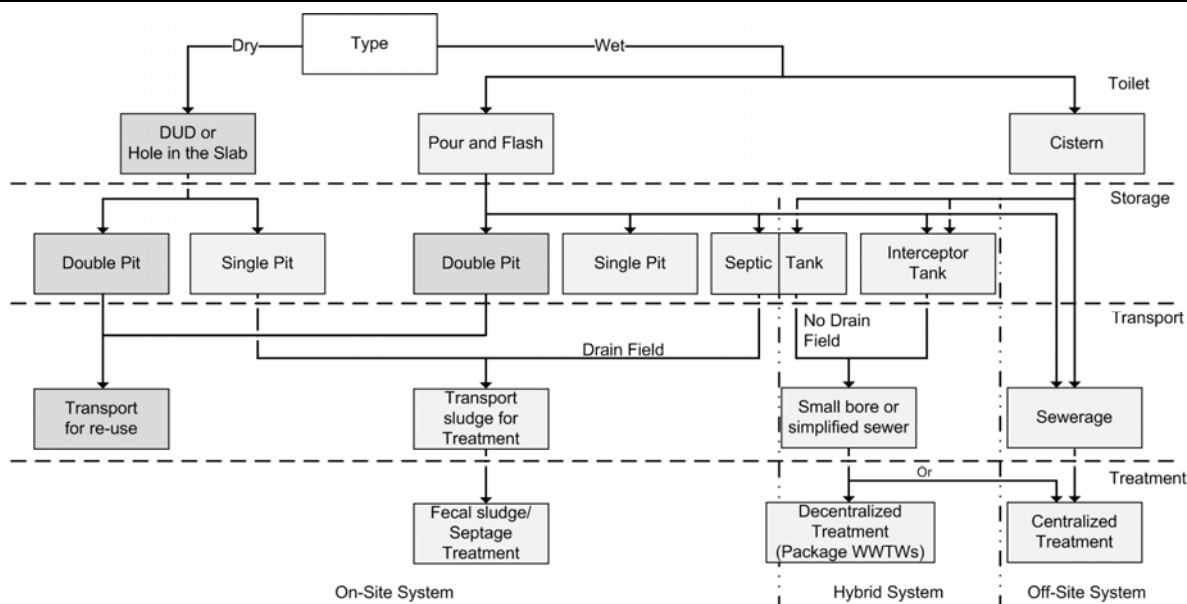 Type
Dry
Wet
Toilet
DUD or
Hole in the Slab
Pour and Flash
Cistern
Storage
Double Pit
Single Pit
Double Pit
Single Pit
Septic Tank
Interceptor
Tank
Transport
No Drain
Field
Drain Field
Transport
for re-use
Transport
sludge for
Treatment
Small bore or
simplified sewer
Sewerage
Or
Treatment
Fecal sludge/
Septage
Treatment
Decentralized
Treatment
(Package WWTWs)
Centralized
Treatment
On-Site System
Hybrid System
Off-Site System